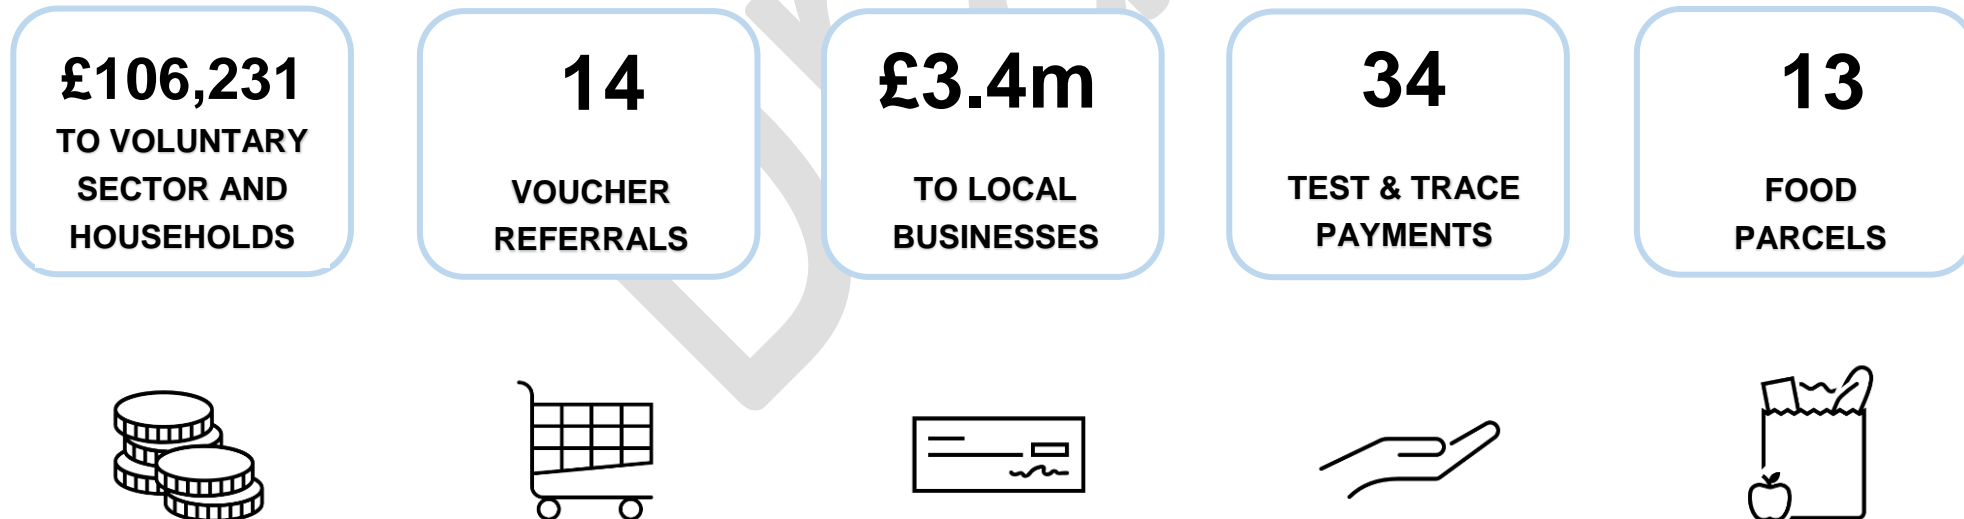 £106,231
TO VOLUNTARY
SECTOR AND
HOUSEHOLDS
14
VOUCHER
REFERRALS
£3.4m
TO LOCAL
BUSINESSES
34
TEST & TRACE
PAYMENTS
13
FOOD
PARCELS